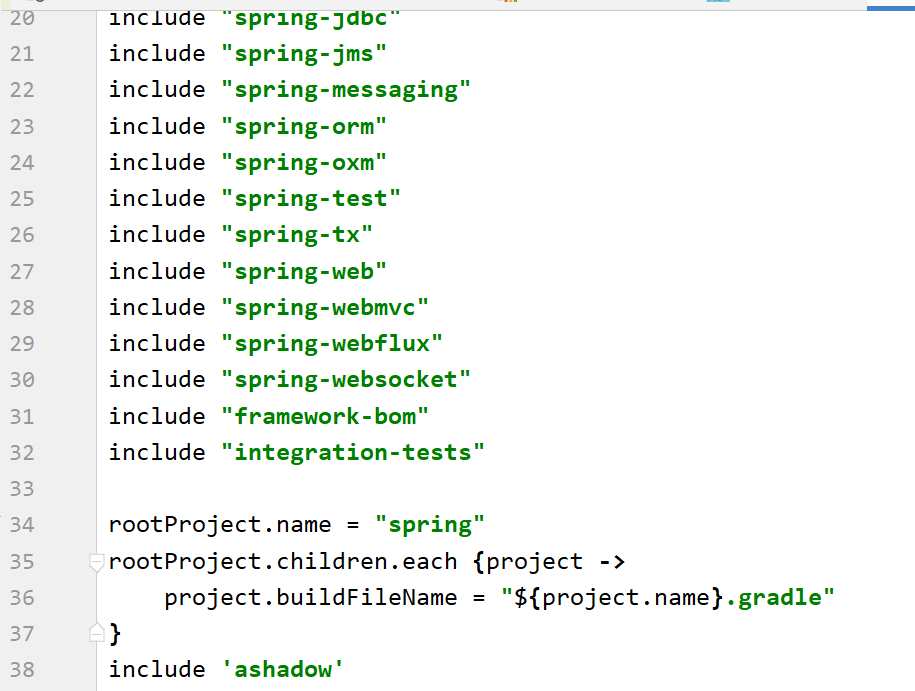 20 include "spring-jdbc"
21 include "spring-jms"
22 include "spring-messaging"
23 include "spring-orm"
24 include "spring-oxm"
25 include "spring-test"
26 include "spring-tx"
27 include "spring-web"
28 include "spring-webmvc"
29 include "spring-webflux"
30 include "spring-websocket"
31 include "framework-bom"
32 include "integration-tests"
33
34 rootProject.name = "spring"
35 rootProject.children.each {project ->
36     project.buildFileName = "${project.name}.gradle"
37 }
38 include 'ashadow'